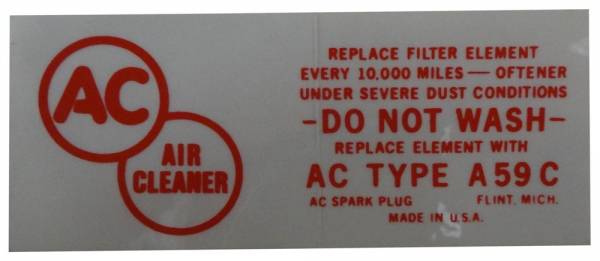 AC
AIR
CLEANER
REPLACE FILTER ELEMENT
EVERY 10,000 MILES — OFTENER
UNDER SEVERE DUST CONDITIONS
-DO NOT WASH-
REPLACE ELEMENT WITH
AC TYPE A59C
AC SPARK PLUG FLINT, MICH.
MADE IN U.S.A.